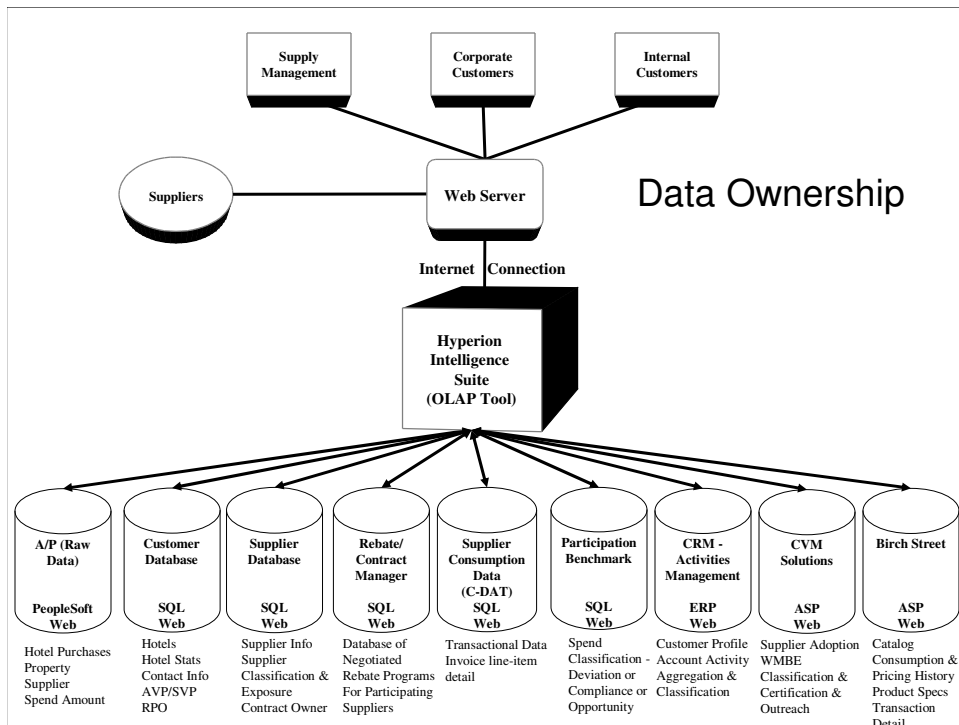 Supply
Management
Corporate
Customers
Internal
Customers
Suppliers
Web Server
Data Ownership
Internet Connection
Hyperion
Intelligence
Suite
(OLAP Tool)
A/P (Raw
Data)
PeopleSoft
Web
Hotel Purchases
Property
Supplier
Spend Amount
Customer
Database
SQL
Web
Hotels
Hotel Stats
Contact Info
AVP/SVP
RPO
Supplier
Database
SQL
Web
Supplier Info
Supplier
Classification &
Exposure
Contract Owner
Rebate/
Contract
Manager
SQL
Web
Database of
Negotiated
Rebate Programs
For Participating
Suppliers
Supplier
Consumption
Data
(C-DAT)
SQL
Web
Transactional Data
Invoice line-item
detail
Participation
Benchmark
SQL
Web
Spend
Classification -
Deviation or
Compliance or
Opportunity
CRM -
Activities
Management
ERP
Web
Customer Profile
Account Activity
Aggregation &
Classification
CVM
Solutions
ASP
Web
Supplier Adoption
WMBE
Classification &
Certification &
Outreach
Birch Street
ASP
Web
Catalog
Consumption &
Pricing History
Product Specs
Transaction
Detail